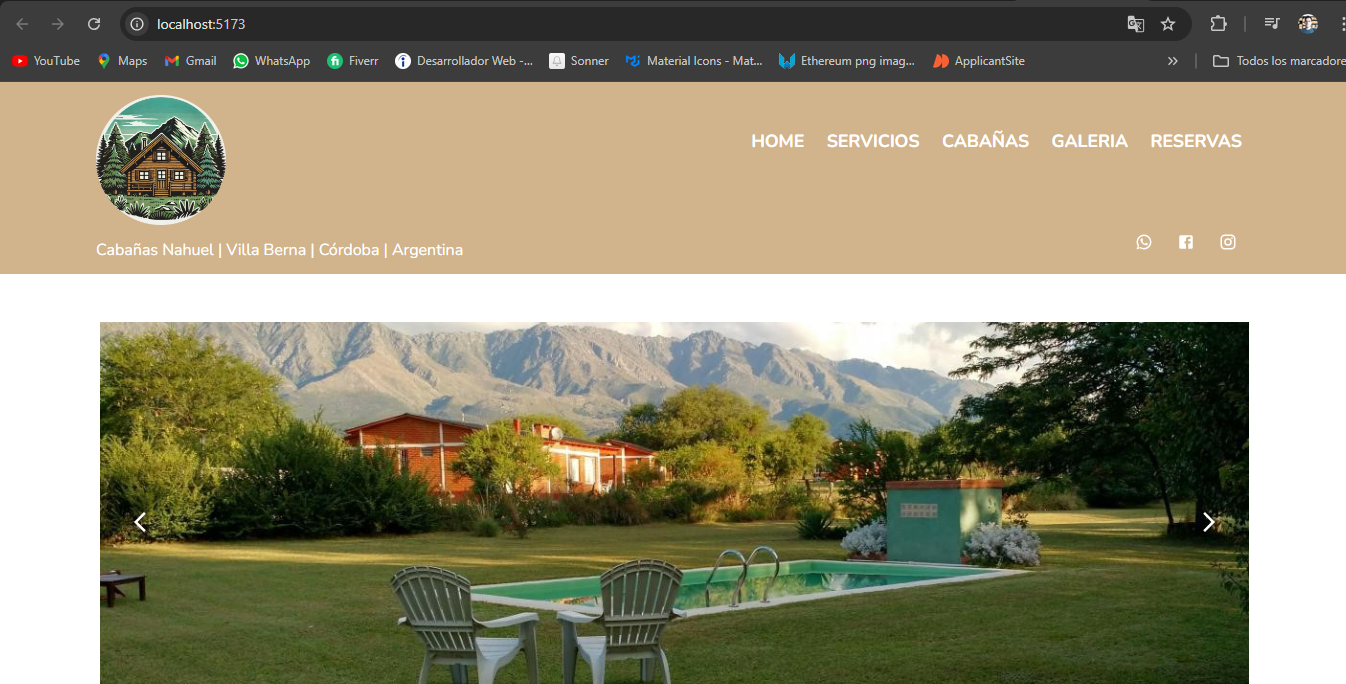 localhost:5173
YouTube
Maps
Gmail
WhatsApp
Fiverr
Desarrollador Web -...
Sonner
Material Icons - Mat...
Ethereum png imag...
ApplicantSite
»
Todos los marcadore
HOME
SERVICIOS
CABAÑAS
GALERIA
RESERVAS
Cabañas Nahuel | Villa Berna | Córdoba | Argentina